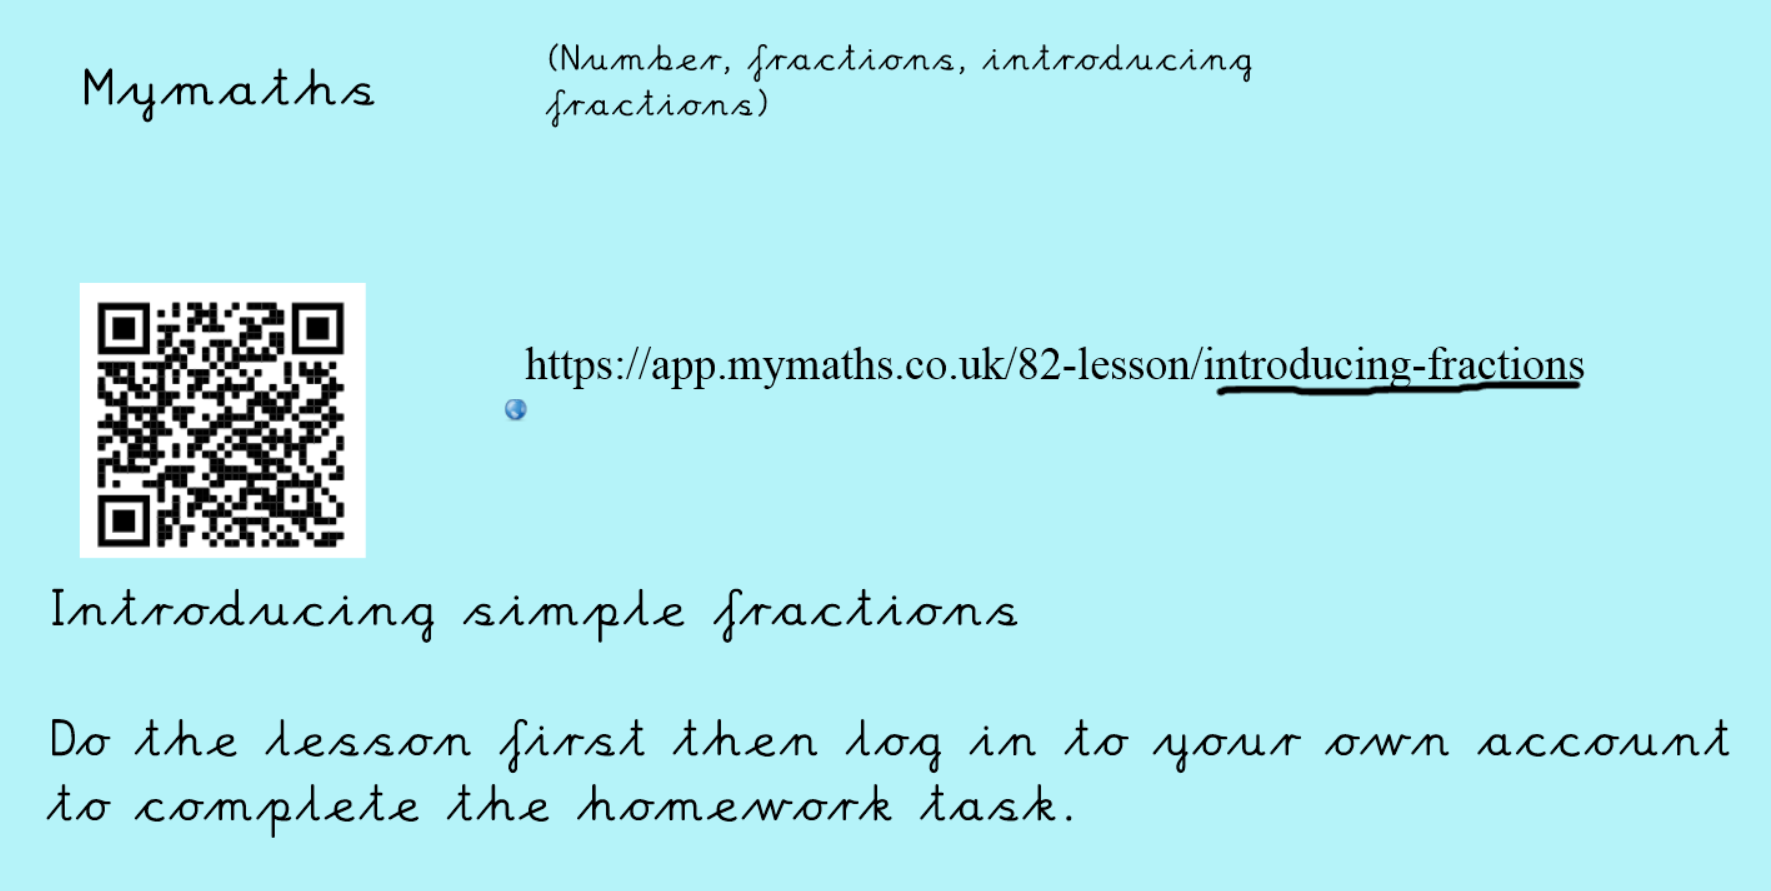 Mymaths
(Number, fractions, introducing
fractions)
https://app.mymaths.co.uk/82-lesson/introducing-fractions
Introducing simple fractions
Do the lesson first then log in to your own account
to complete the homework task.